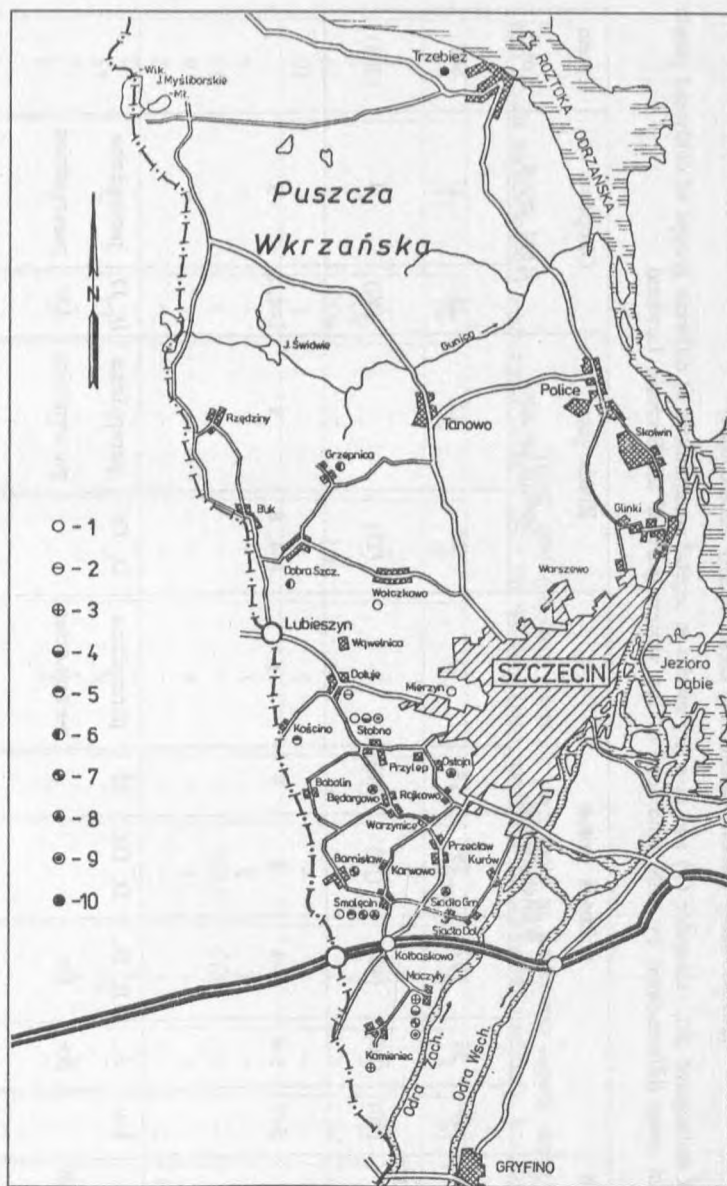 Trzebież
W.k.
J. Myśliborskie
-Mł.
ROZTOKA ODRZAŃSKA
Puszcza
Wkrzańska
N
Gunica
J. Świdwie
Police
Tanowo
Skolwin
Rzędziny
Grzepnica
Glinki
Buk
Dobra Szcz.
Wołczkowo
Warszewo
- 1
- 2
- 3
- 4
- 5
- 6
- 7
- 8
- 9
- 10
Lubieszyn
Wąwelnica
SZCZECIN
Jezioro
Dąbie
Dołuje
Mierzyn
Kościno
Stobno
Przylep
Ostoja
Bobolin
Będargowo
Rajkowo
Warzymice
Przecław
Barnisław
Karwowo
Kurów
Smolęcin
Siadło Grn.
Siadło Dol.
Kołbaskowo
Moczyły
Kamieniec
Odra Zach.
Odra Wsch.
GRYFINO